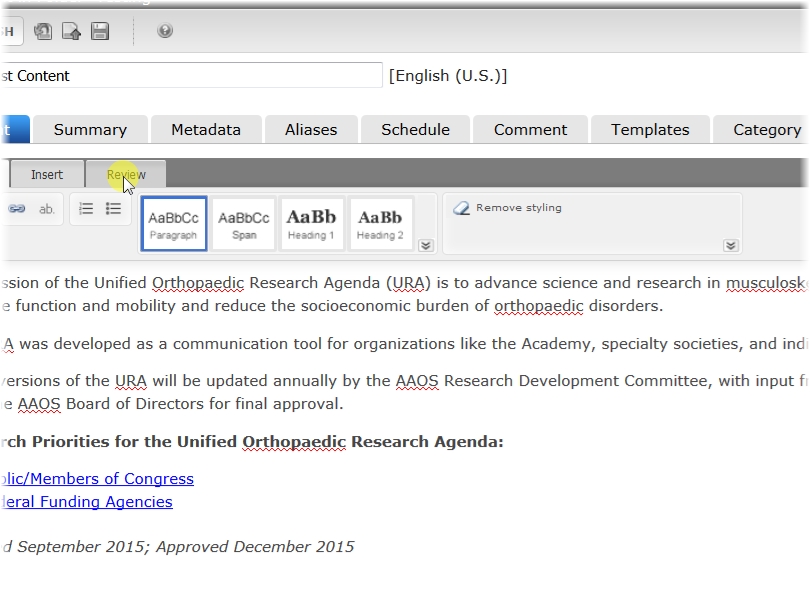 H
st Content [English (U.S.)]
t Summary Metadata Aliases Schedule Comment Templates Category
Insert Review
ab. AaBbCc AaBbCc AaBb AaBb Remove styling
Paragraph Span Heading 1 Heading 2
ssion of the Unified Orthopaedic Research Agenda (URA) is to advance science and research in musculosk
e function and mobility and reduce the socioeconomic burden of orthopaedic disorders.
A was developed as a communication tool for organizations like the Academy, specialty societies, and ind
versions of the URA will be updated annually by the AAOS Research Development Committee, with input f
e AAOS Board of Directors for final approval.
rch Priorities for the Unified Orthopaedic Research Agenda:
lic/Members of Congress
deral Funding Agencies
d September 2015; Approved December 2015